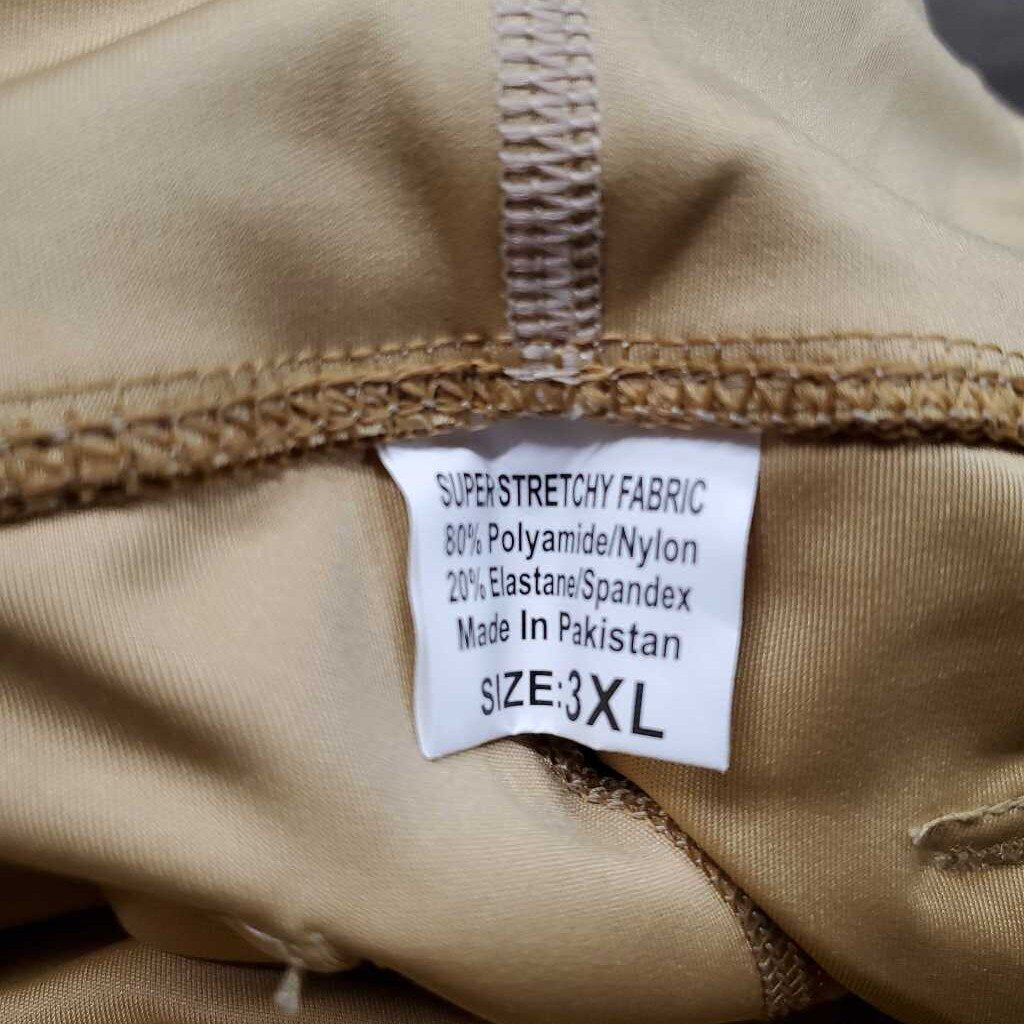 SUPER STRETCHY FABRIC
80% Polyamide/Nylon
20% Elastane/Spandex
Made In Pakistan
SIZE:3XL